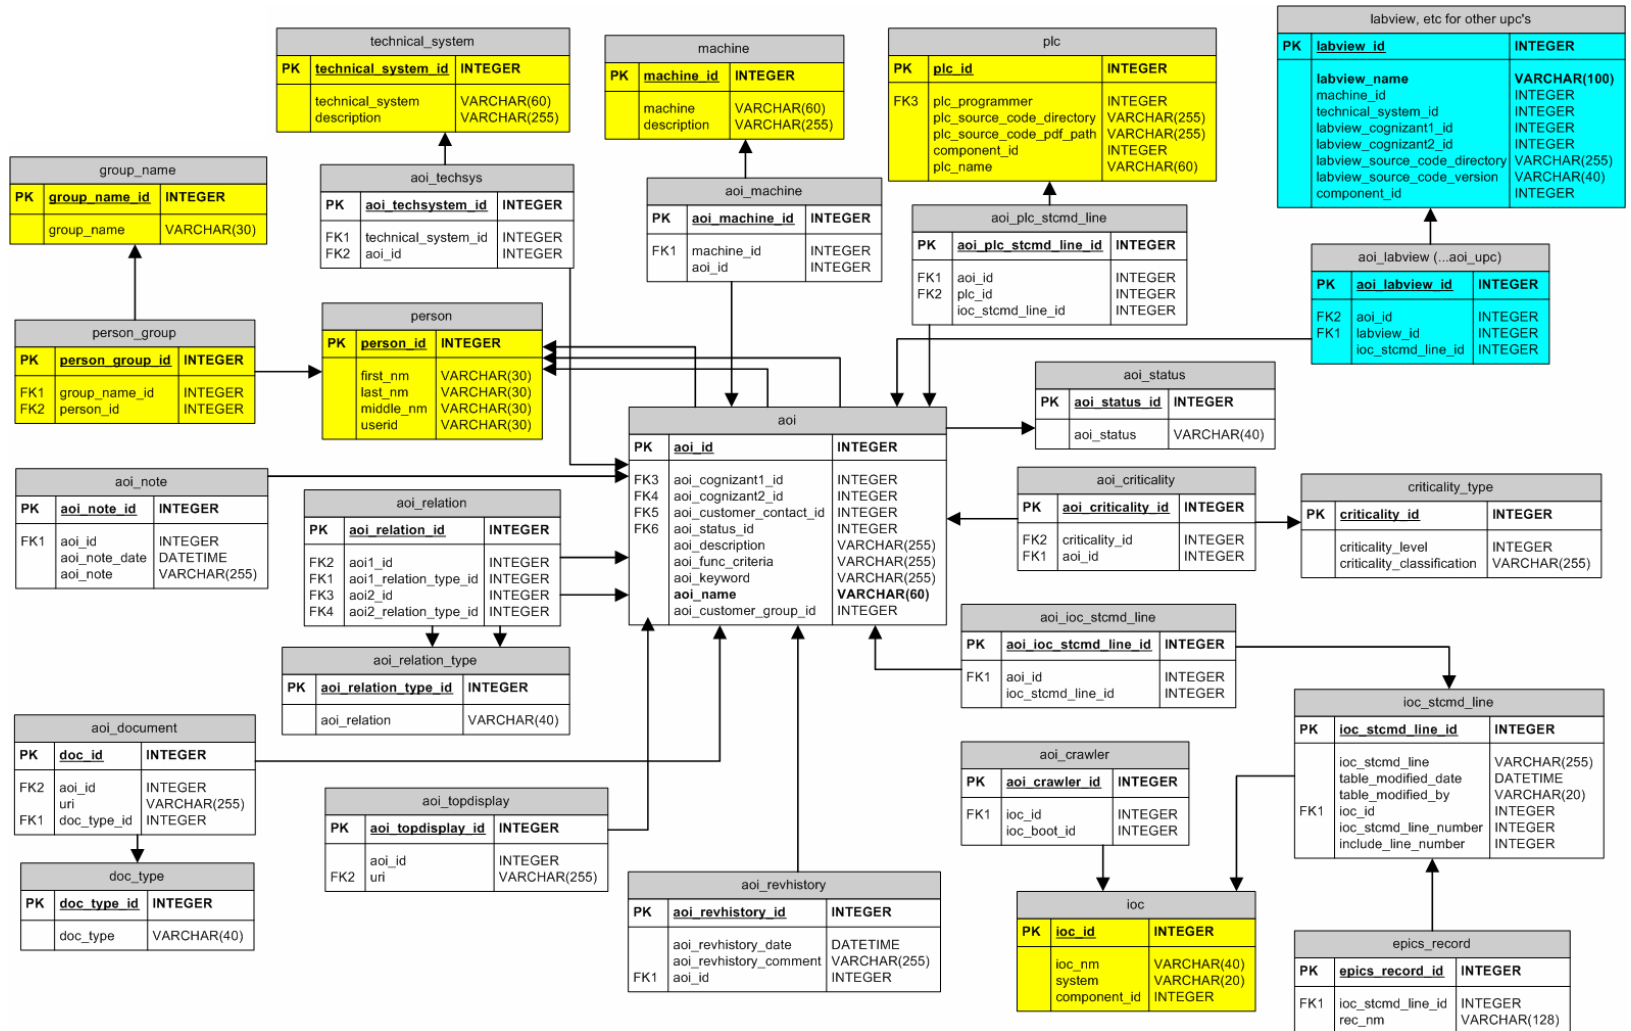 technical_system
PK technical_system_id INTEGER
technical_system VARCHAR(60)
description VARCHAR(255)
machine
PK machine_id INTEGER
machine VARCHAR(60)
description VARCHAR(255)
plc
PK plc_id INTEGER
FK3 plc_programmer INTEGER
plc_source_code_directory VARCHAR(255)
plc_source_code_pdf_path VARCHAR(255)
component_id INTEGER
plc_name VARCHAR(60)
labview, etc for other upc's
PK labview_id INTEGER
labview_name VARCHAR(100)
machine_id INTEGER
technical_system_id INTEGER
labview_cognizant1_id INTEGER
labview_cognizant2_id INTEGER
labview_source_code_directory VARCHAR(255)
labview_source_code_version VARCHAR(40)
component_id INTEGER
group_name
PK group_name_id INTEGER
group_name VARCHAR(30)
aoi_techsys
PK aoi_techsystem_id INTEGER
FK1 technical_system_id INTEGER
FK2 aoi_id INTEGER
aoi_machine
PK aoi_machine_id INTEGER
FK1 machine_id INTEGER
aoi_id INTEGER
aoi_plc_stcmd_line
PK aoi_plc_stcmd_line_id INTEGER
FK1 aoi_id INTEGER
FK2 plc_id INTEGER
ioc_stcmd_line_id INTEGER
aoi_labview (...aoi_upc)
PK aoi_labview_id INTEGER
FK2 aoi_id INTEGER
FK1 labview_id INTEGER
ioc_stcmd_line_id INTEGER
person_group
PK person_group_id INTEGER
FK1 group_name_id INTEGER
FK2 person_id INTEGER
person
PK person_id INTEGER
first_nm VARCHAR(30)
last_nm VARCHAR(30)
middle_nm VARCHAR(30)
userid VARCHAR(30)
aoi_status
PK aoi_status_id INTEGER
aoi_status VARCHAR(40)
aoi
PK aoi_id INTEGER
FK3 aoi_cognizant1_id INTEGER
FK4 aoi_cognizant2_id INTEGER
FK5 aoi_customer_contact_id INTEGER
FK6 aoi_status_id INTEGER
aoi_description VARCHAR(255)
aoi_func_criteria VARCHAR(255)
aoi_keyword VARCHAR(255)
aoi_name VARCHAR(60)
aoi_customer_group_id INTEGER
aoi_note
PK aoi_note_id INTEGER
FK1 aoi_id INTEGER
aoi_note_date DATETIME
aoi_note VARCHAR(255)
aoi_relation
PK aoi_relation_id INTEGER
FK2 aoi1_id INTEGER
FK1 aoi1_relation_type_id INTEGER
FK3 aoi2_id INTEGER
FK4 aoi2_relation_type_id INTEGER
aoi_criticality
PK aoi_criticality_id INTEGER
FK2 criticality_id INTEGER
FK1 aoi_id INTEGER
criticality_type
PK criticality_id INTEGER
criticality_level INTEGER
criticality_classification VARCHAR(255)
aoi_relation_type
PK aoi_relation_type_id INTEGER
aoi_relation VARCHAR(40)
aoi_ioc_stcmd_line
PK aoi_ioc_stcmd_line_id INTEGER
FK1 aoi_id INTEGER
ioc_stcmd_line_id INTEGER
ioc_stcmd_line
PK ioc_stcmd_line_id INTEGER
ioc_stcmd_line VARCHAR(255)
table_modified_date DATETIME
table_modified_by VARCHAR(20)
FK1 ioc_id INTEGER
ioc_stcmd_line_number INTEGER
include_line_number INTEGER
aoi_document
PK doc_id INTEGER
FK2 aoi_id INTEGER
uri VARCHAR(255)
FK1 doc_type_id INTEGER
aoi_topdisplay
PK aoi_topdisplay_id INTEGER
aoi_id INTEGER
FK2 uri VARCHAR(255)
aoi_crawler
PK aoi_crawler_id INTEGER
FK1 ioc_id INTEGER
ioc_boot_id INTEGER
doc_type
PK doc_type_id INTEGER
doc_type VARCHAR(40)
aoi_revhistory
PK aoi_revhistory_id INTEGER
aoi_revhistory_date DATETIME
aoi_revhistory_comment VARCHAR(255)
FK1 aoi_id INTEGER
ioc
PK ioc_id INTEGER
ioc_nm VARCHAR(40)
system VARCHAR(20)
component_id INTEGER
epics_record
PK epics_record_id INTEGER
FK1 ioc_stcmd_line_id INTEGER
rec_nm VARCHAR(128)